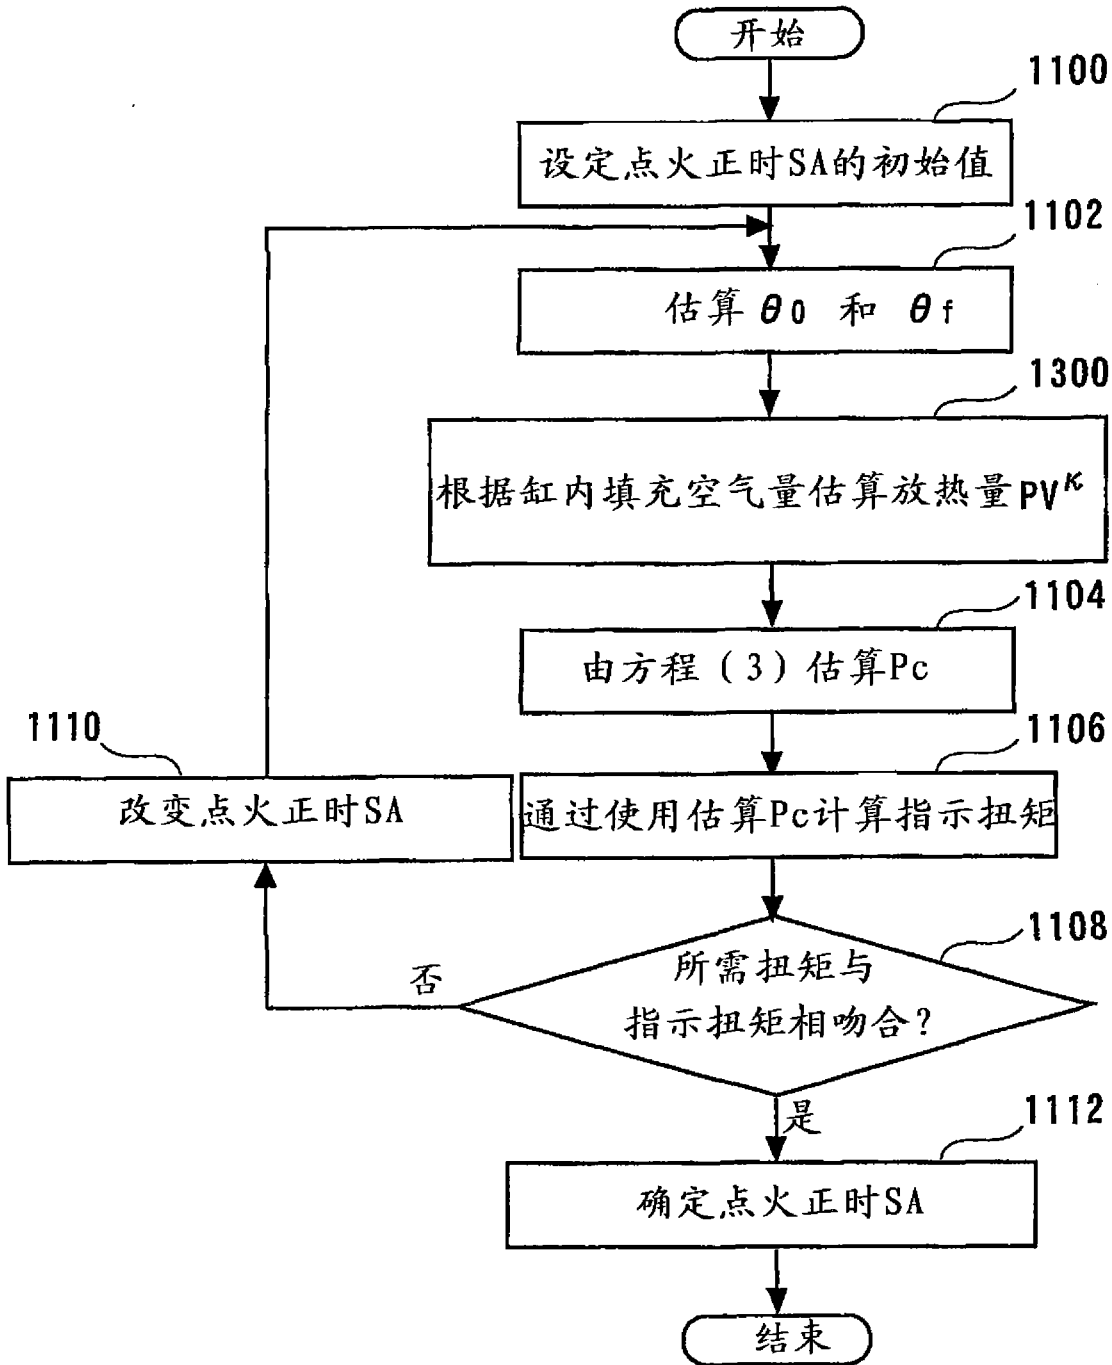 开始
1100
设定点火正时SA的初始值
1102
估算θ0 和 θf
1300
根据缸内填充空气量估算放热量PV^κ
1104
由方程（3）估算Pc
1110
改变点火正时SA
1106
通过使用估算Pc计算指示扭矩
1108
所需扭矩与
指示扭矩相吻合？
否
是
1112
确定点火正时SA
结束